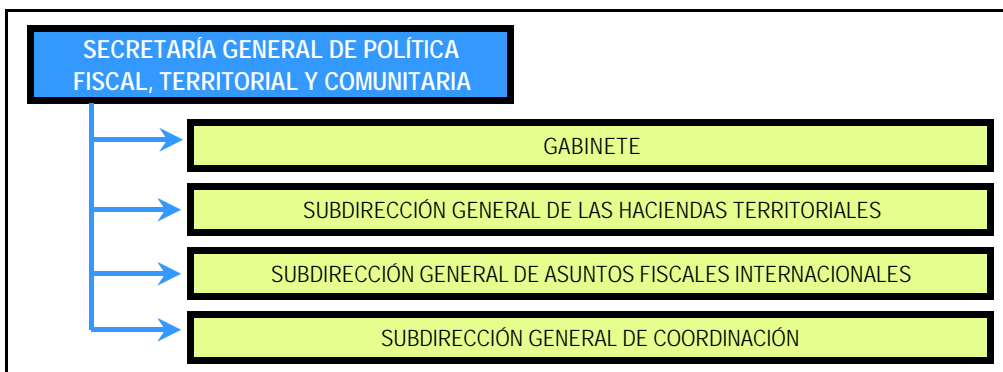 SECRETARÍA GENERAL DE POLÍTICA
FISCAL, TERRITORIAL Y COMUNITARIA
GABINETE
SUBDIRECCIÓN GENERAL DE LAS HACIENDAS TERRITORIALES
SUBDIRECCIÓN GENERAL DE ASUNTOS FISCALES INTERNACIONALES
SUBDIRECCIÓN GENERAL DE COORDINACIÓN